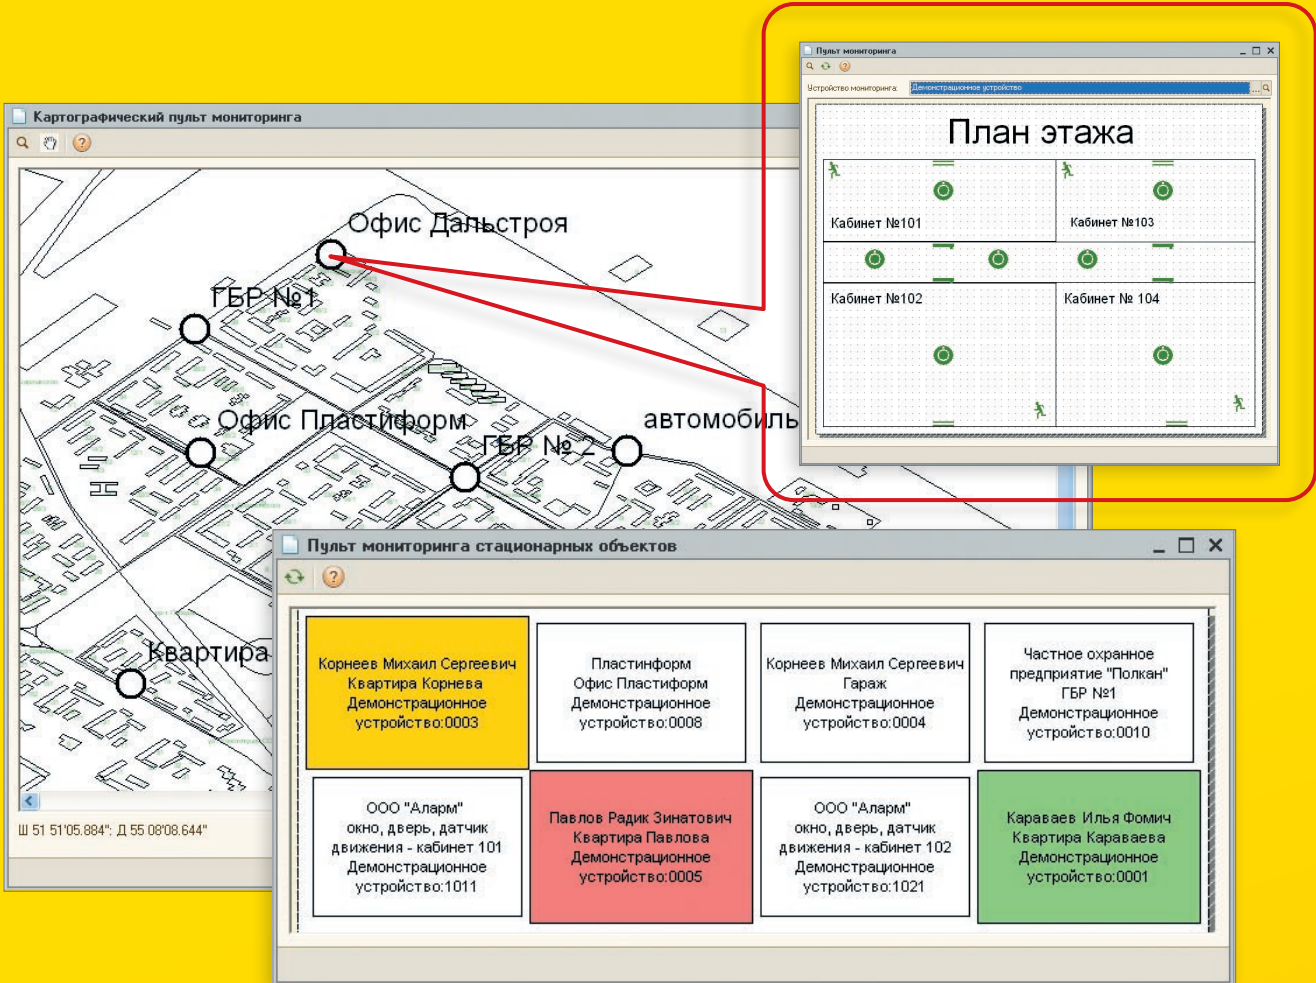 Пульт мониторинга
Устройство мониторинга:
Демонстрационное устройство
План этажа
Кабинет №101
Кабинет №103
Кабинет №102
Кабинет № 104
Картографический пульт мониторинга
Офис Дальстроя
ГБР №1
Офис Пластиформ
ГБР № 2
автомобиль
Квартира
Ш 51 51'05.884": Д 55 08'08.644"
Пульт мониторинга стационарных объектов
Корнеев Михаил Сергеевич
Квартира Корнева
Демонстрационное
устройство:0003
Пластинформ
Офис Пластиформ
Демонстрационное
устройство:0008
Корнеев Михаил Сергеевич
Гараж
Демонстрационное
устройство:0004
Частное охранное
предприятие "Полкан"
ГБР №1
Демонстрационное
устройство:0010
ООО "Аларм"
окно, дверь, датчик
движения - кабинет 101
Демонстрационное
устройство:1011
Павлов Радик Зинатович
Квартира Павлова
Демонстрационное
устройство:0005
ООО "Аларм"
окно, дверь, датчик
движения - кабинет 102
Демонстрационное
устройство:1021
Караваев Илья Фомич
Квартира Караваева
Демонстрационное
устройство:0001